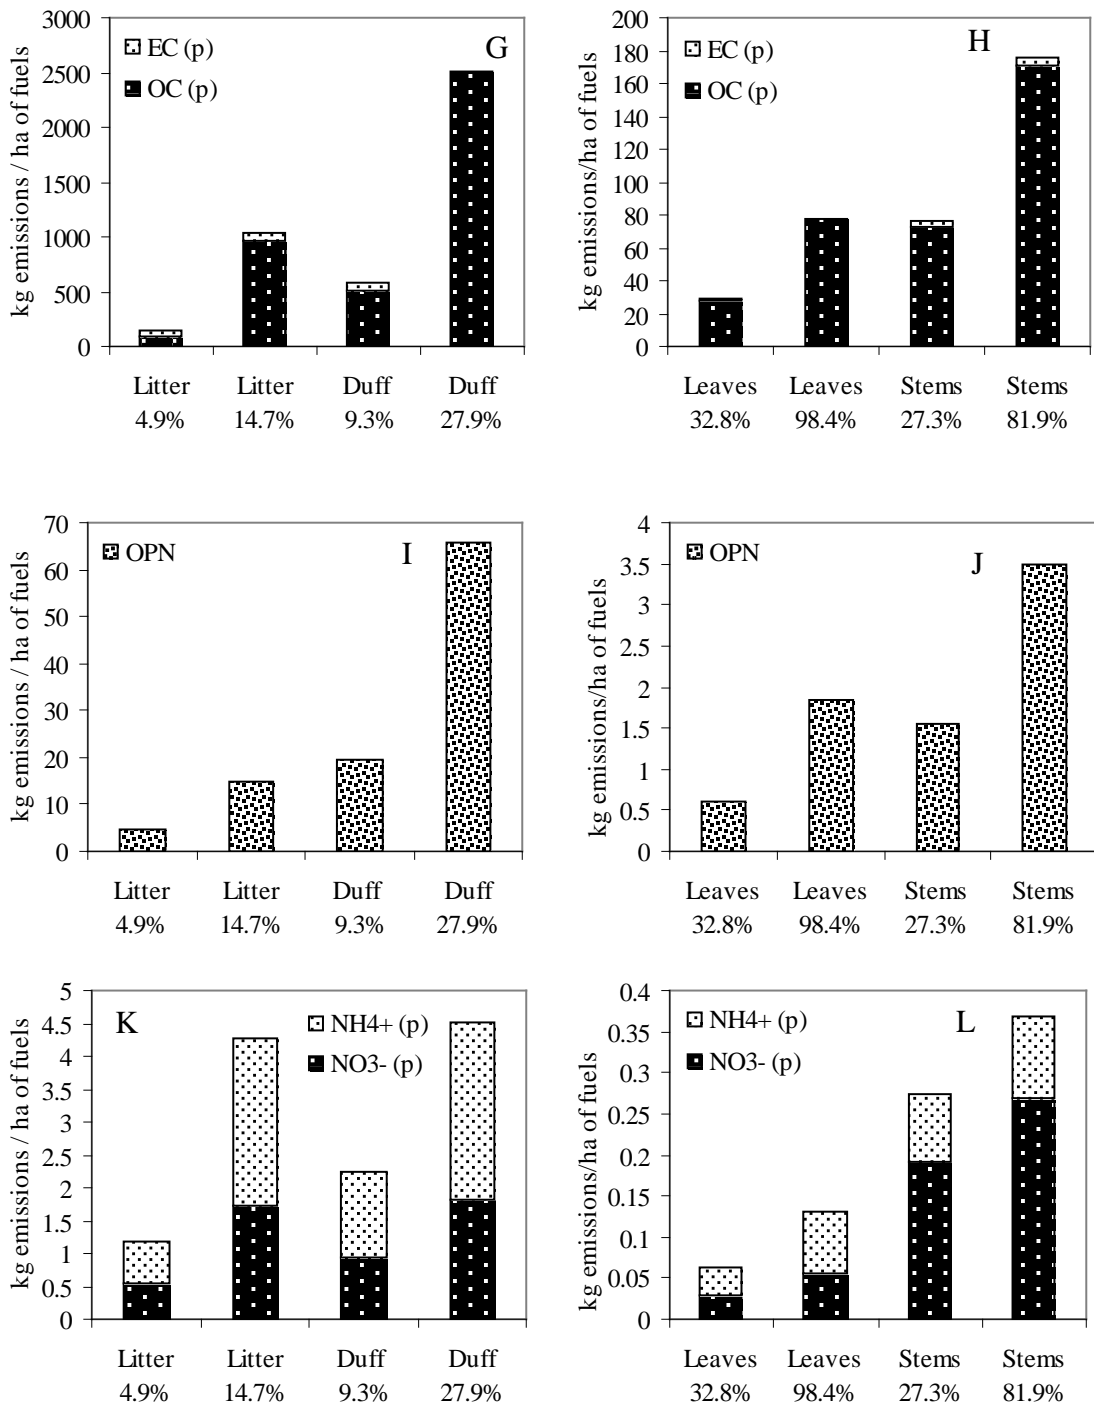 kg emissions / ha of fuels
3000
2500
2000
1500
1000
500
0
EC (p)
OC (p)
G
Litter Litter Duff Duff
4.9% 14.7% 9.3% 27.9%
kg emissions/ha of fuels
200
180
160
140
120
100
80
60
40
20
0
EC (p)
OC (p)
H
Leaves Leaves Stems Stems
32.8% 98.4% 27.3% 81.9%
kg emissions / ha of fuels
70
60
50
40
30
20
10
0
OPN
I
Litter Litter Duff Duff
4.9% 14.7% 9.3% 27.9%
kg emissions/ha of fuels
4
3.5
3
2.5
2
1.5
1
0.5
0
OPN
J
Leaves Leaves Stems Stems
32.8% 98.4% 27.3% 81.9%
kg emissions / ha of fuels
5
4.5
4
3.5
3
2.5
2
1.5
1
0.5
0
K
NH4+ (p)
NO3- (p)
Litter Litter Duff Duff
4.9% 14.7% 9.3% 27.9%
kg emissions/ha of fuels
0.4
0.35
0.3
0.25
0.2
0.15
0.1
0.05
0
NH4+ (p)
NO3- (p)
L
Leaves Leaves Stems Stems
32.8% 98.4% 27.3% 81.9%